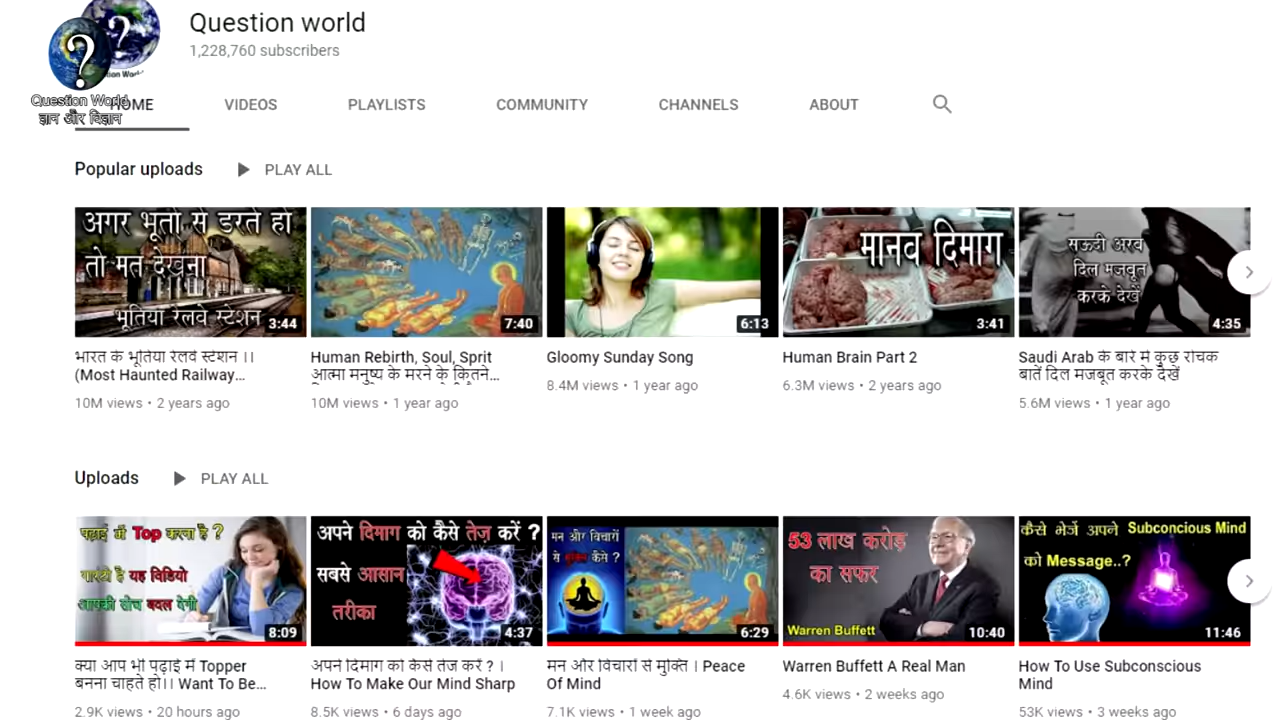 Question world
1,228,760 subscribers
Question World
ज्ञान और विज्ञान
HOME VIDEOS PLAYLISTS COMMUNITY CHANNELS ABOUT
Popular uploads PLAY ALL
अगर भूतों से डरते हो
तो मत देखना
भूतिया रेलवे स्टेशन 3:44
7:40
6:13
मानव दिमाग
3:41
सऊदी अरब
दिल मजबूत
करके देखें
4:35
भारत के भूतिया रेलवे स्टेशन ।।
(Most Haunted Railway...
10M views • 2 years ago
Human Rebirth, Soul, Sprit
आत्मा मनुष्य के मरने के कितने...
10M views • 1 year ago
Gloomy Sunday Song
8.4M views • 1 year ago
Human Brain Part 2
6.3M views • 2 years ago
Saudi Arab के बारे में कुछ रोचक
बातें दिल मजबूत करके देखें
5.6M views • 1 year ago
Uploads PLAY ALL
पढ़ाई में Top करना है ?
गारंटी है यह विडियो
आपकी सोच बदल देगी
8:09
अपने दिमाग को कैसे तेज़ करें ?
सबसे आसान
तरीका
4:37
मन और विचारों
से मुक्ति कैसे ?
6:29
53 लाख करोड़
का सफर
Warren Buffett 10:40
कैसे भेजें अपने Subconcious Mind
को Message..?
11:46
क्या आप भी पढ़ाई में Topper
बनना चाहते हो।। Want To Be...
2.9K views • 20 hours ago
अपने दिमाग को कैसे तेज करें ? ।
How To Make Our Mind Sharp
8.5K views • 6 days ago
मन और विचारों से मुक्ति । Peace
Of Mind
7.1K views • 1 week ago
Warren Buffett A Real Man
4.6K views • 2 weeks ago
How To Use Subconscious
Mind
53K views • 3 weeks ago